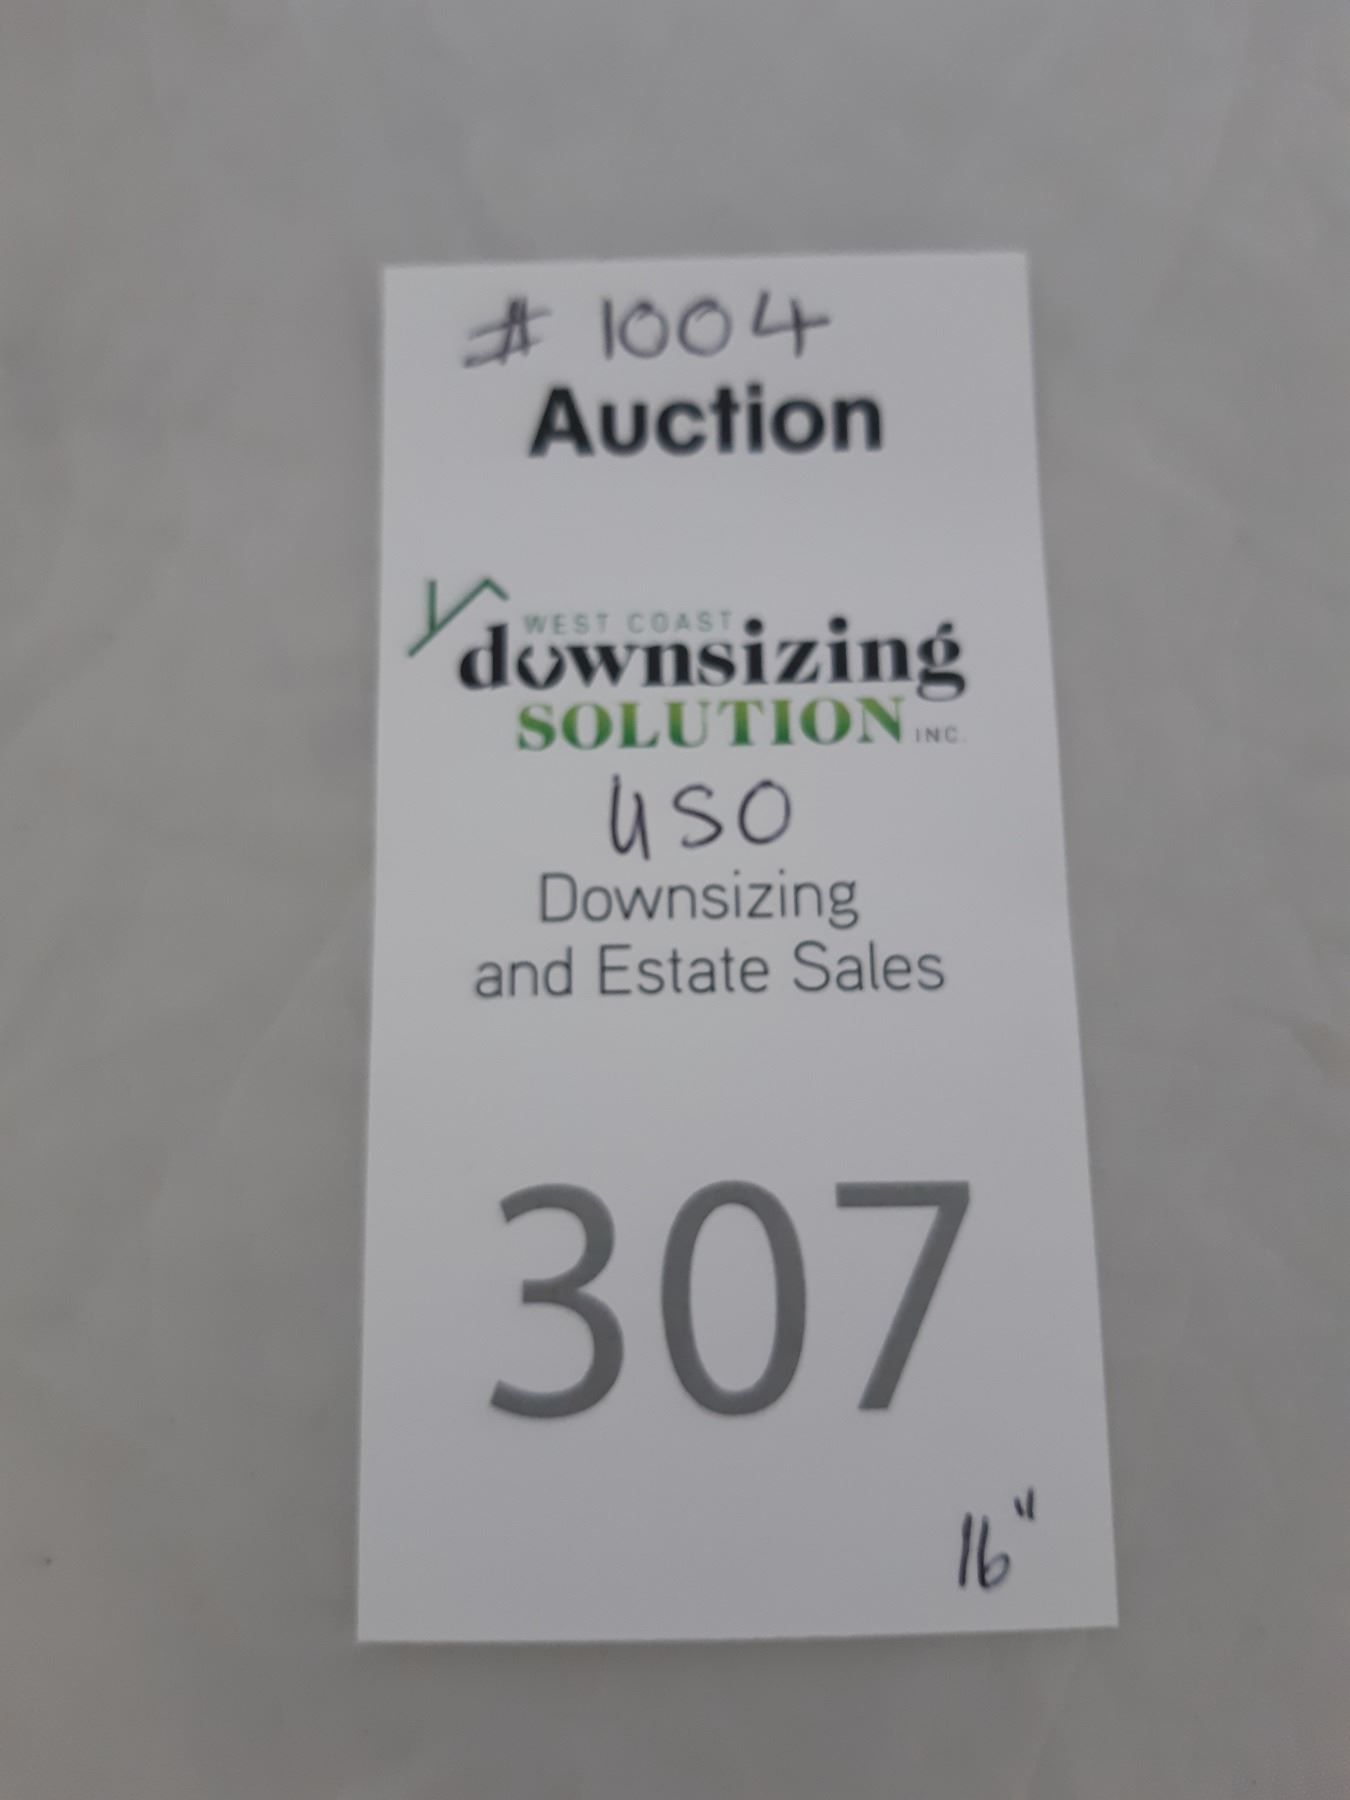 # 1004
Auction
WEST COAST
downsizing
SOLUTION INC.
USO
Downsizing
and Estate Sales
307
16"